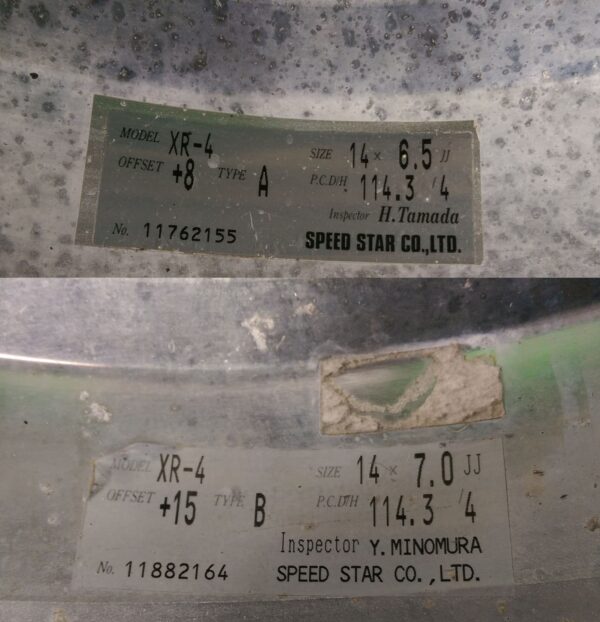 MODEL XR-4 SIZE 14 × 6.5 JJ
OFFSET +8 TYPE A P.C.D/H 114.3 / 4
Inspector H.Tamada
No. 11762155 SPEED STAR CO.,LTD.
MODEL XR-4 SIZE 14 × 7.0 JJ
OFFSET +15 TYPE B P.C.D/H 114.3 / 4
Inspector Y. MINOMURA
No. 11882164 SPEED STAR CO.,LTD.